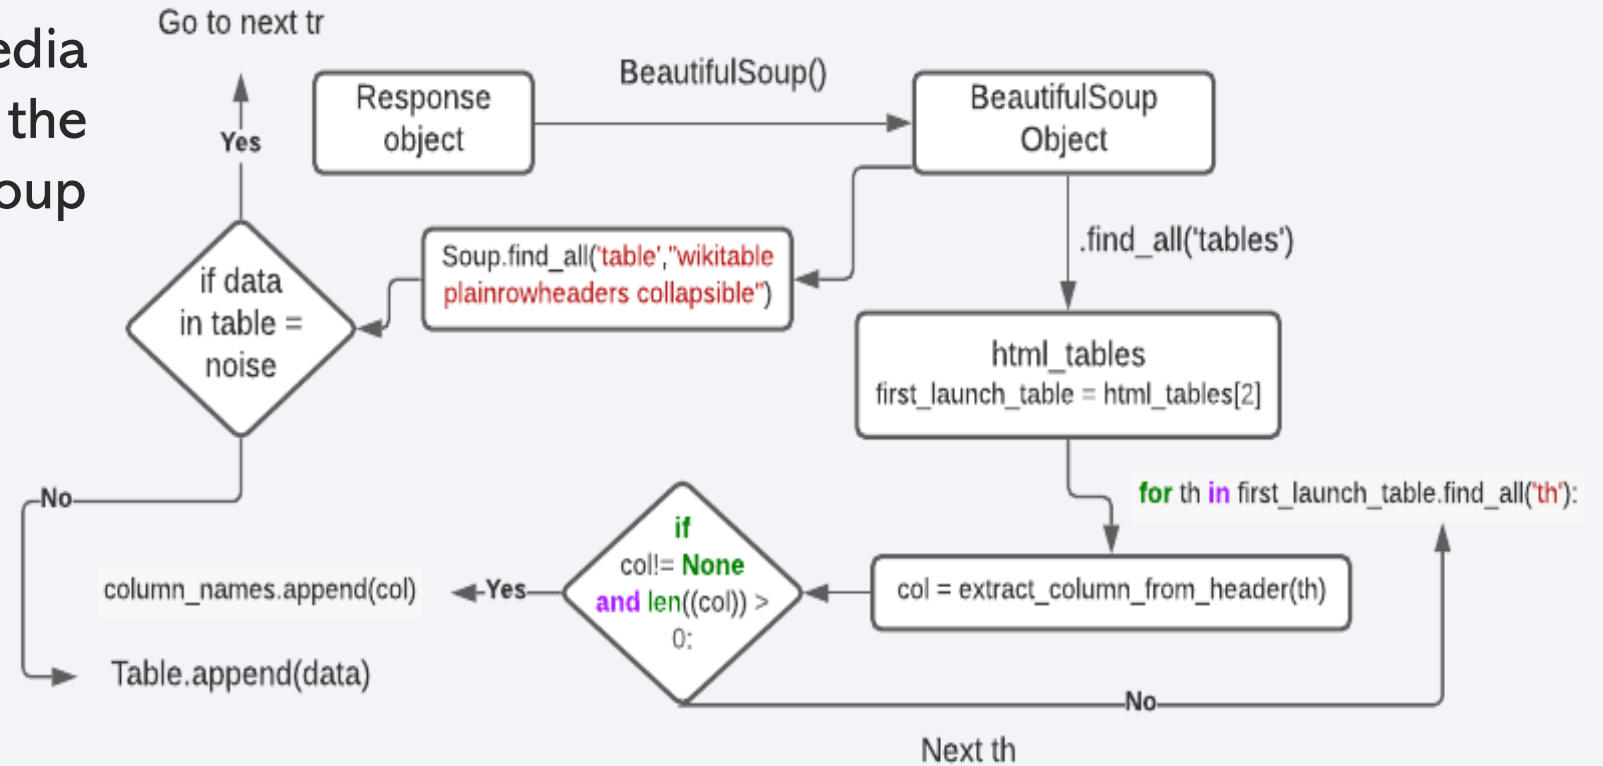 edia
the
oup
Go to next tr
Yes
Response
object
BeautifulSoup()
BeautifulSoup
Object
.find_all('tables')
Soup.find_all('table',"wikitable
plainrowheaders collapsible")
if data
in table =
noise
html_tables
first_launch_table = html_tables[2]
No
for th in first_launch_table.find_all('th'):
if
col!= None
and len((col)) >
0:
col = extract_column_from_header(th)
Yes
column_names.append(col)
Table.append(data)
No
Next th